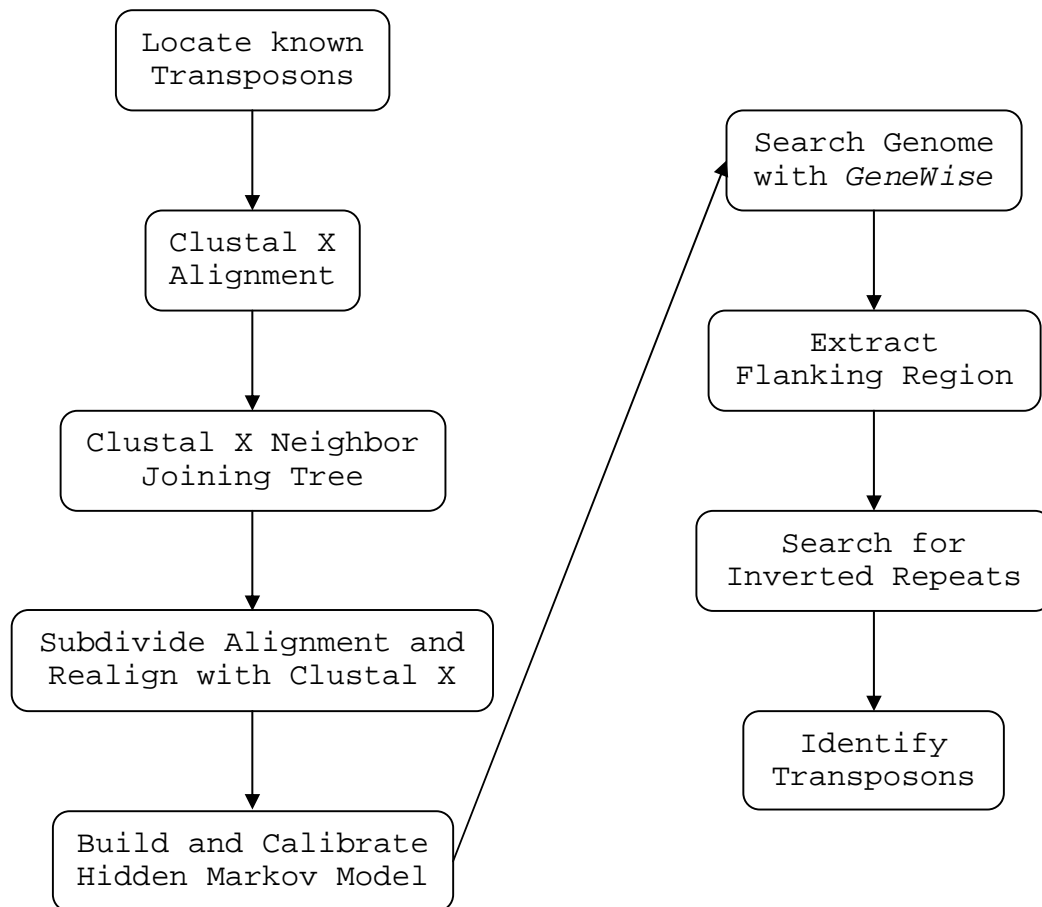 Locate known
Transposons
Clustal X
Alignment
Clustal X Neighbor
Joining Tree
Subdivide Alignment and
Realign with Clustal X
Build and Calibrate
Hidden Markov Model
Search Genome
with GeneWise
Extract
Flanking Region
Search for
Inverted Repeats
Identify
Transposons